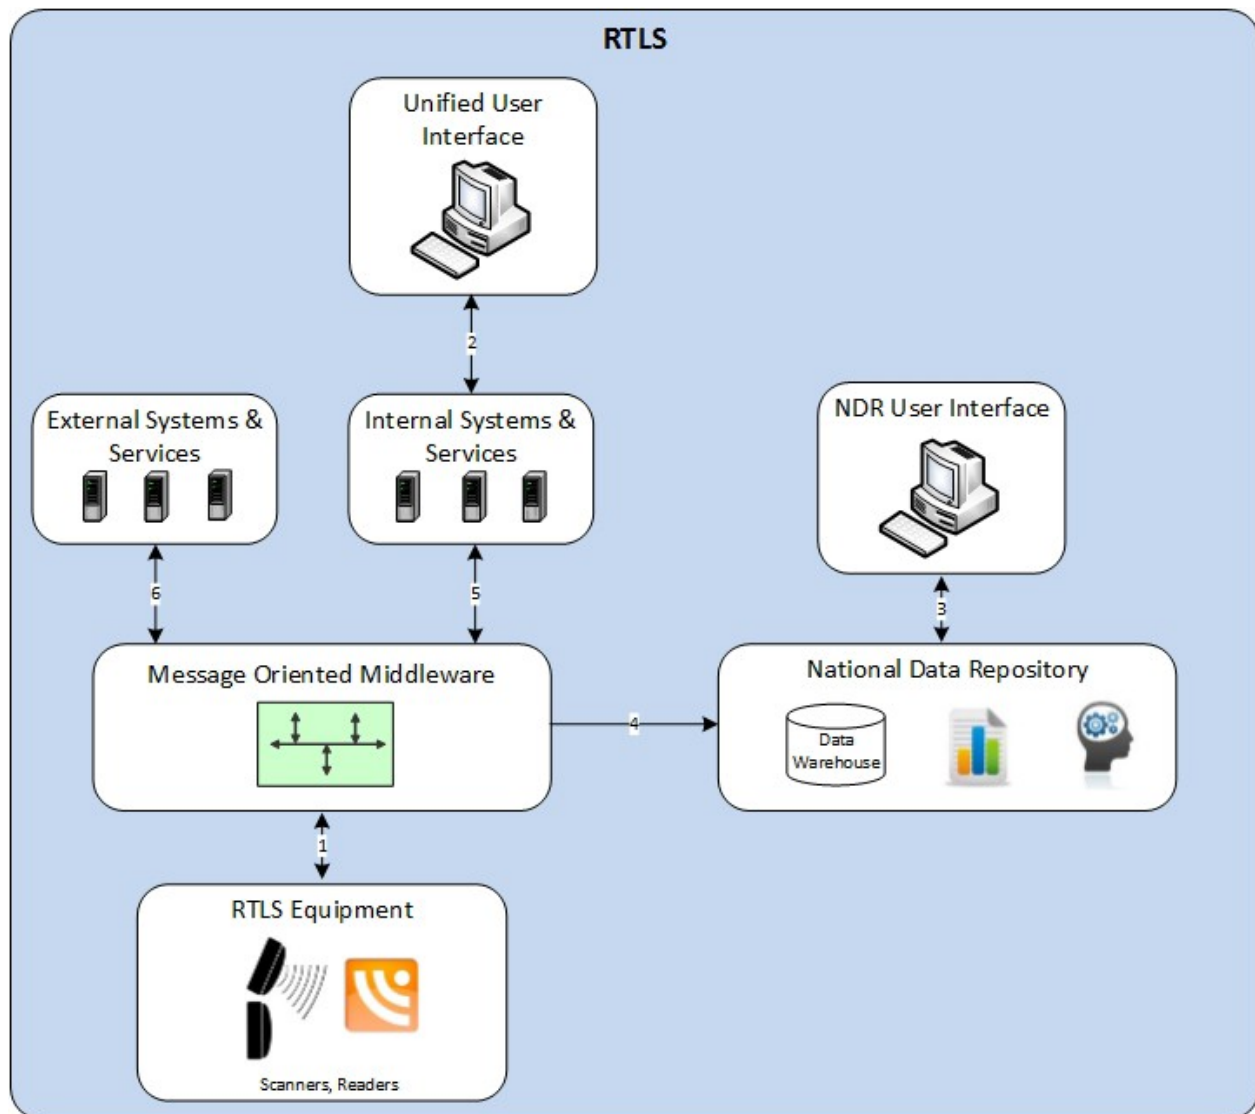 RTLS
Unified User
Interface
2
External Systems &
Services
Internal Systems &
Services
NDR User Interface
6
5
3
Message Oriented Middleware
4
National Data Repository
Data
Warehouse
1
RTLS Equipment
Scanners, Readers